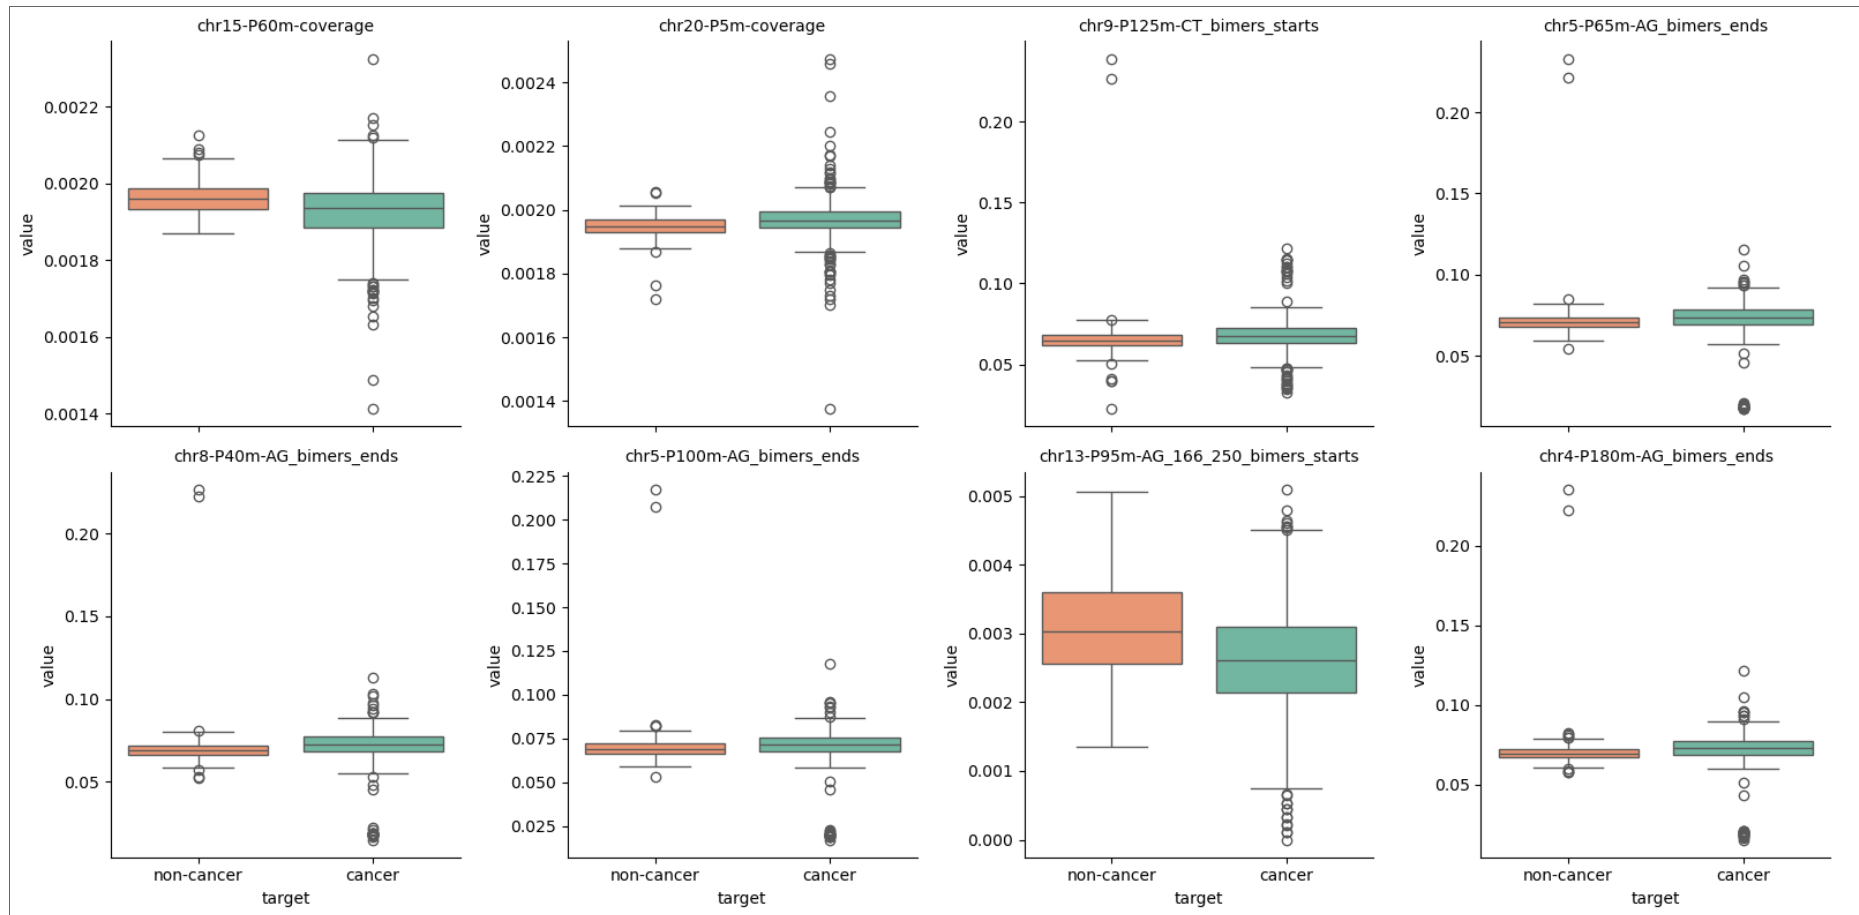 chr15-P60m-coverage
0.0022
0.0020
0.0018
0.0016
0.0014
value
chr20-P5m-coverage
0.0024
0.0022
0.0020
0.0018
0.0016
0.0014
value
chr9-P125m-CT_bimers_starts
0.20
0.15
0.10
0.05
value
chr5-P65m-AG_bimers_ends
0.20
0.15
0.10
0.05
value
chr8-P40m-AG_bimers_ends
0.20
0.15
0.10
0.05
value
non-cancer cancer
target
chr5-P100m-AG_bimers_ends
0.225
0.200
0.175
0.150
0.125
0.100
0.075
0.050
0.025
value
non-cancer cancer
target
chr13-P95m-AG_166_250_bimers_starts
0.005
0.004
0.003
0.002
0.001
0.000
value
non-cancer cancer
target
chr4-P180m-AG_bimers_ends
0.20
0.15
0.10
0.05
value
non-cancer cancer
target